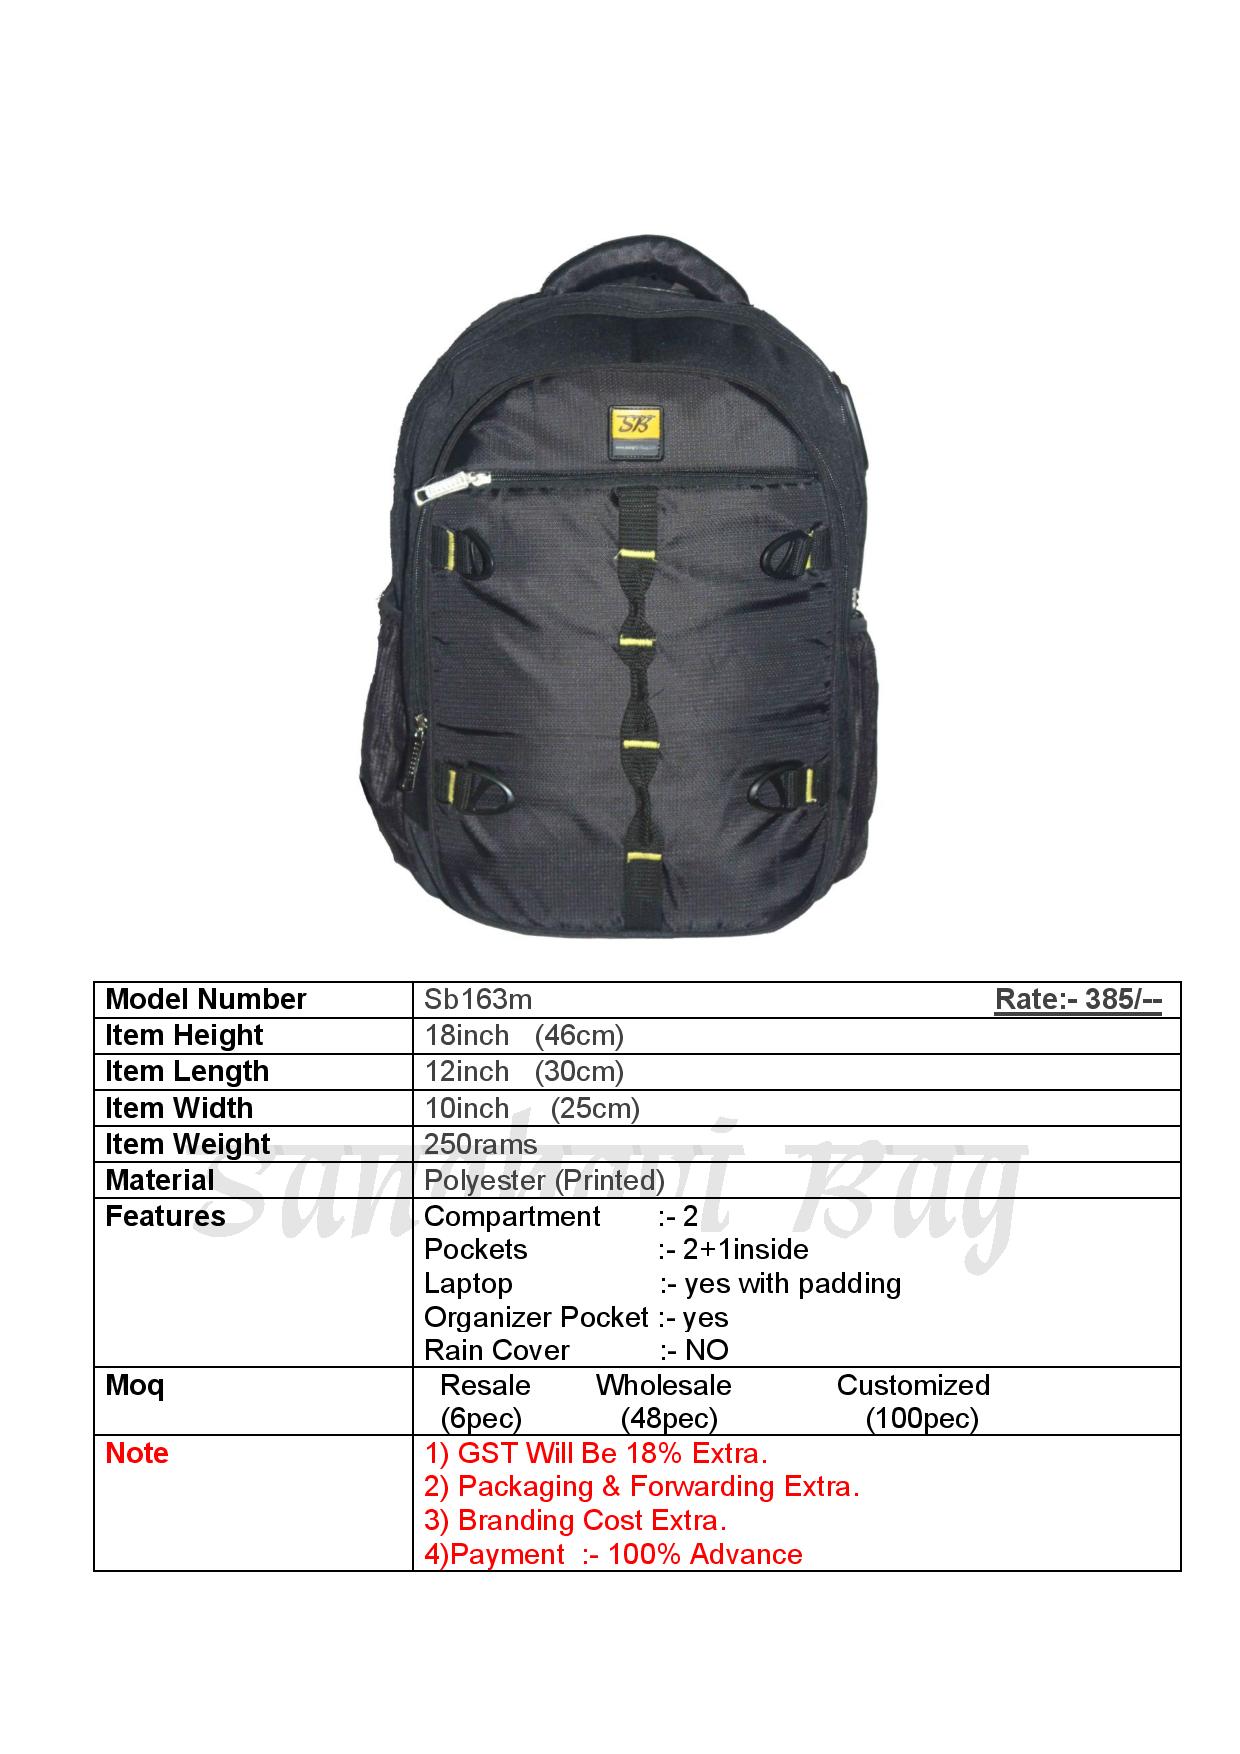 SB
Model Number Sb163m Rate:- 385/--
Item Height 18inch (46cm)
Item Length 12inch (30cm)
Item Width 10inch (25cm)
Item Weight 250rams
Material Polyester (Printed)
Features Compartment :- 2
Pockets :- 2+1inside
Laptop :- yes with padding
Organizer Pocket :- yes
Rain Cover :- NO
Moq Resale Wholesale Customized
(6pec) (48pec) (100pec)
Note 1) GST Will Be 18% Extra.
2) Packaging & Forwarding Extra.
3) Branding Cost Extra.
4)Payment :- 100% Advance
Bag